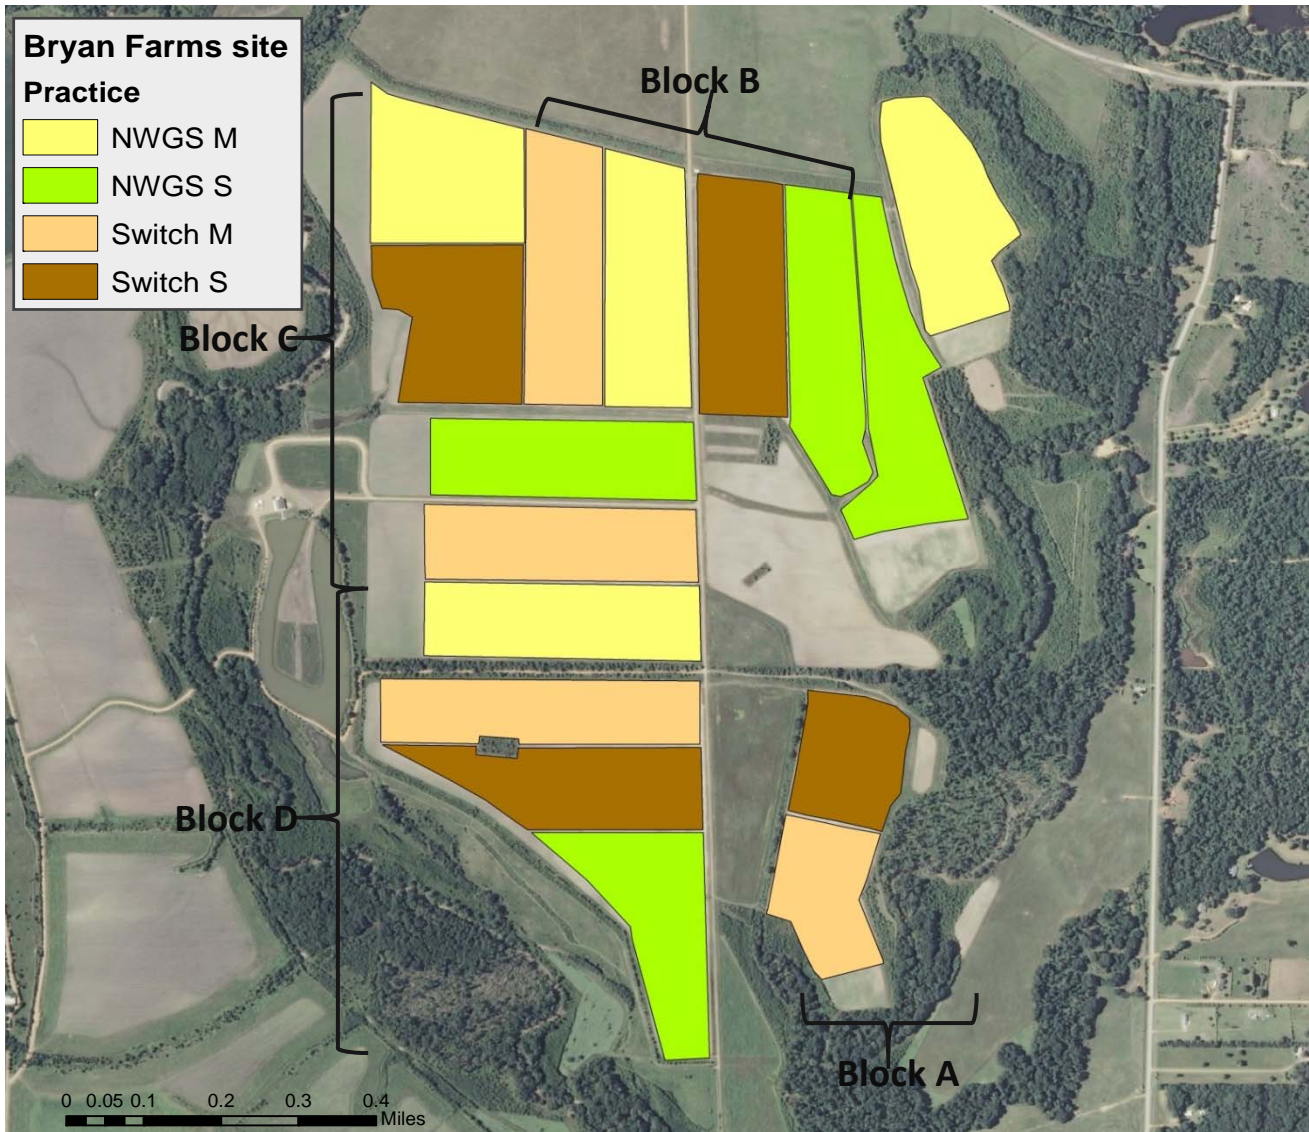 Bryan Farms site
Practice
NWGS M
NWGS S
Switch M
Switch S
Block B
Block C
Block D
Block A
0 0.05 0.1 0.2 0.3 0.4
Miles